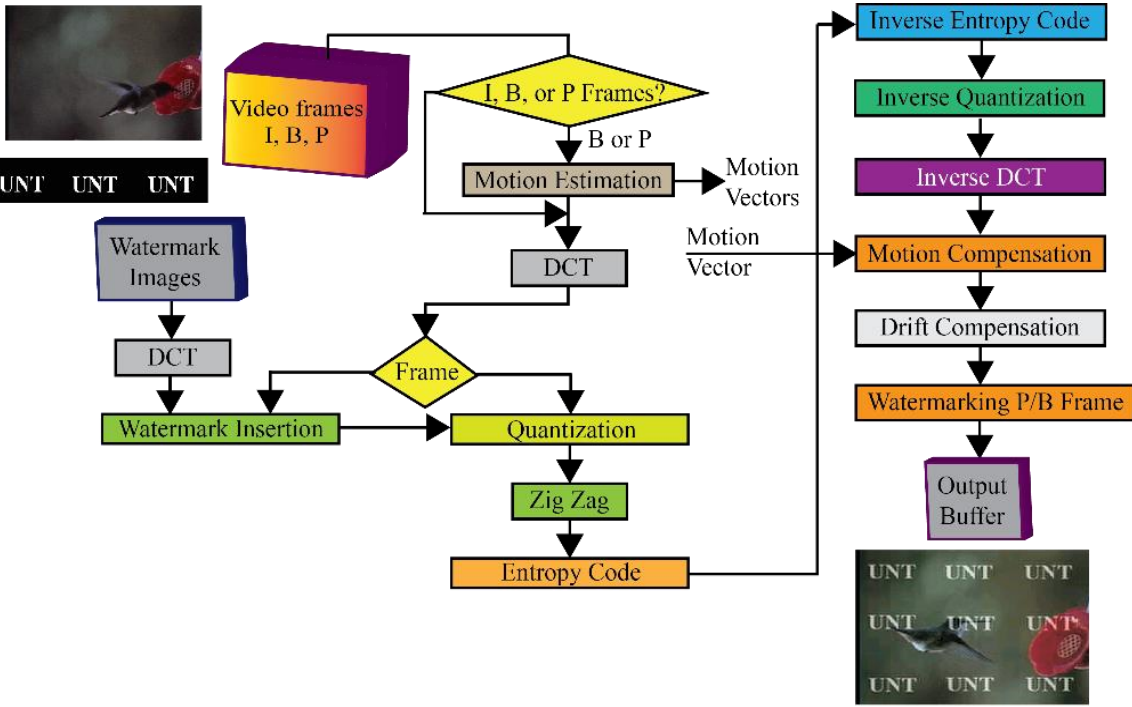 UNT UNT UNT
Video frames
I, B, P
I, B, or P Frames?
B or P
Motion Estimation
Motion
Vectors
DCT
Watermark
Images
DCT
Frame
Watermark Insertion
Quantization
Zig Zag
Entropy Code
Inverse Entropy Code
Inverse Quantization
Inverse DCT
Motion
Vector
Motion Compensation
Drift Compensation
Watermarking P/B Frame
Output
Buffer
UNT UNT UNT
UNT UNT UNT
UNT UNT UNT